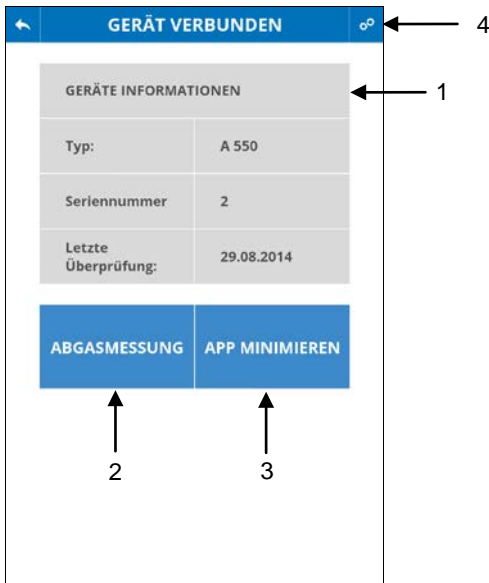 GERÄT VERBUNDEN
4
GERÄTE INFORMATIONEN
1
Typ: A 550
Seriennummer 2
Letzte
Überprüfung: 29.08.2014
ABGASMESSUNG APP MINIMIEREN
2 3